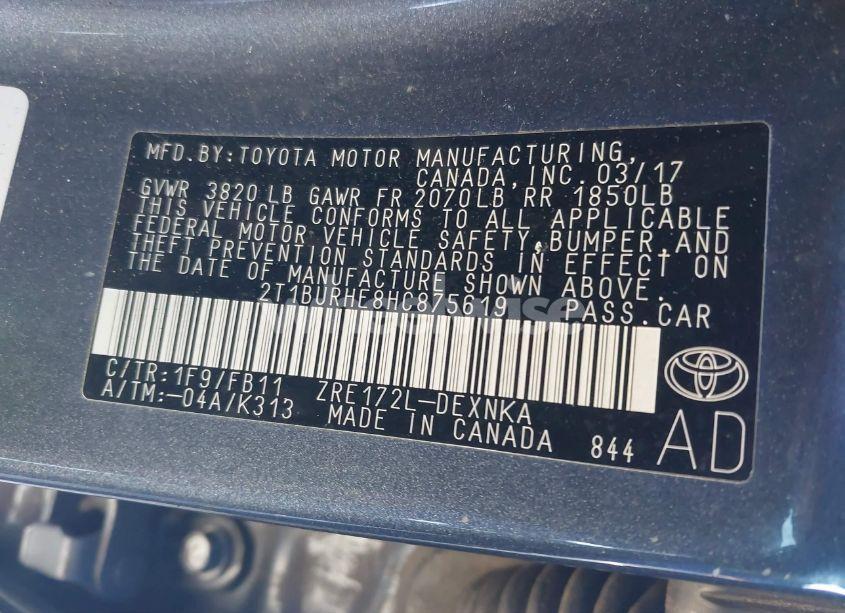 MFD.BY:TOYOTA MOTOR MANUFACTURING,
CANADA, INC. 03/17
GVWR 3820 LB GAWR FR 2070LB RR 1850LB
THIS VEHICLE CONFORMS TO ALL APPLICABLE
FEDERAL MOTOR VEHICLE SAFETY, BUMPER, AND
THEFT PREVENTION STANDARDS IN EFFECT ON
THE DATE OF MANUFACTURE SHOWN ABOVE.
2T1BURHE8HC875619 PASS.CAR
C/TR:1F9/FB11 ZRE172L-DEXNKA
A/TM:-04A/K313 MADE IN CANADA 844 AD